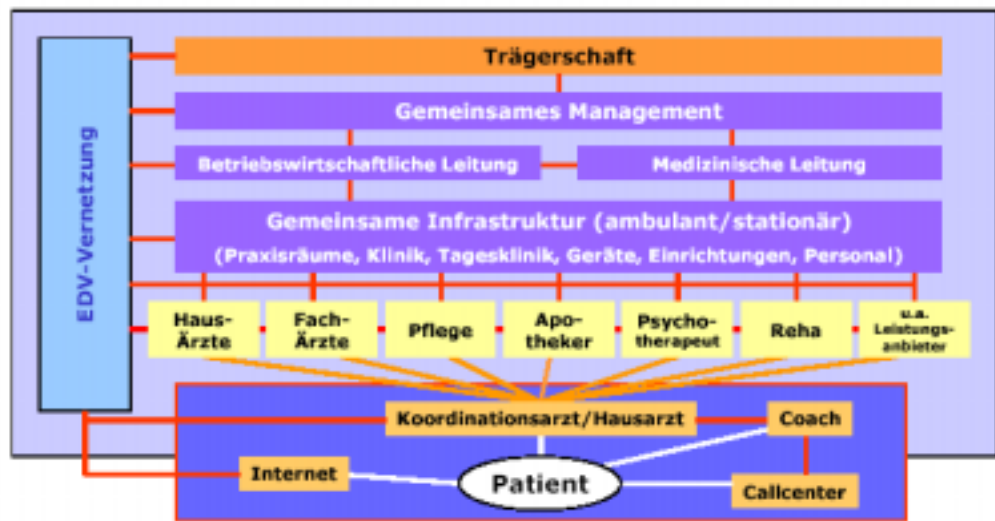 EDV-Vernetzung
Trägerschaft
Gemeinsames Management
Betriebswirtschaftliche Leitung
Medizinische Leitung
Gemeinsame Infrastruktur (ambulant/stationär)
(Praxisräume, Klinik, Tagesklinik, Geräte, Einrichtungen, Personal)
Haus-
Ärzte
Fach-
Ärzte
Pflege
Apo-
theker
Psycho-
therapeut
Reha
u.a.
Leistungs-
anbieter
Koordinationsarzt/Hausarzt
Coach
Internet
Patient
Callcenter